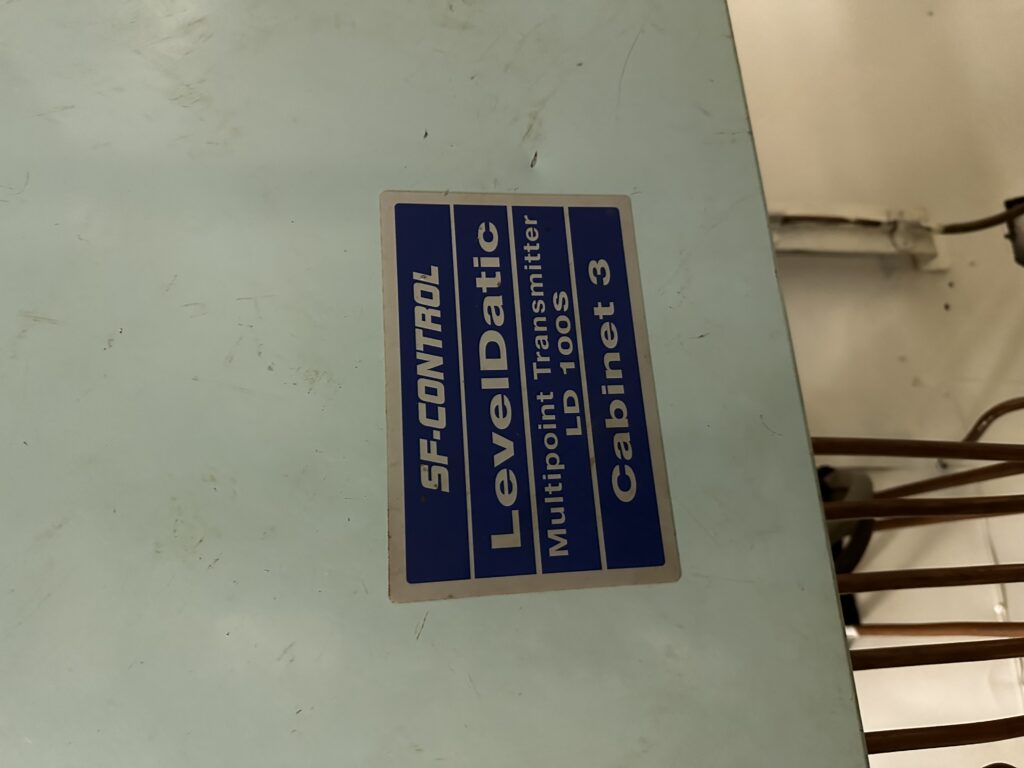 SF-CONTROL
LevelDatic
Multipoint Transmitter
LD 100S
Cabinet 3